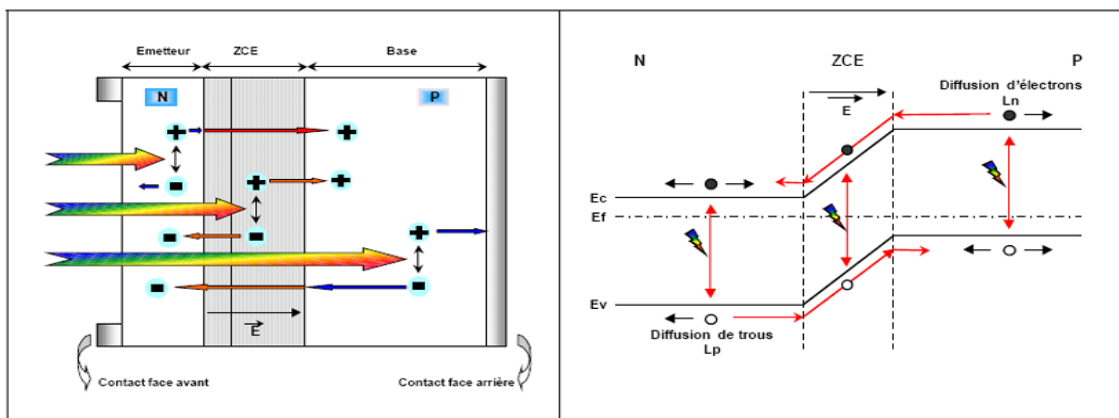 Emetteur ZCE Base
N P
+ +
+ +
-
- -
+
- -
E
Contact face avant Contact face arrière
N ZCE P
E
Diffusion d'électrons
Ln
Ec
Ef
Ev
Diffusion de trous
Lp